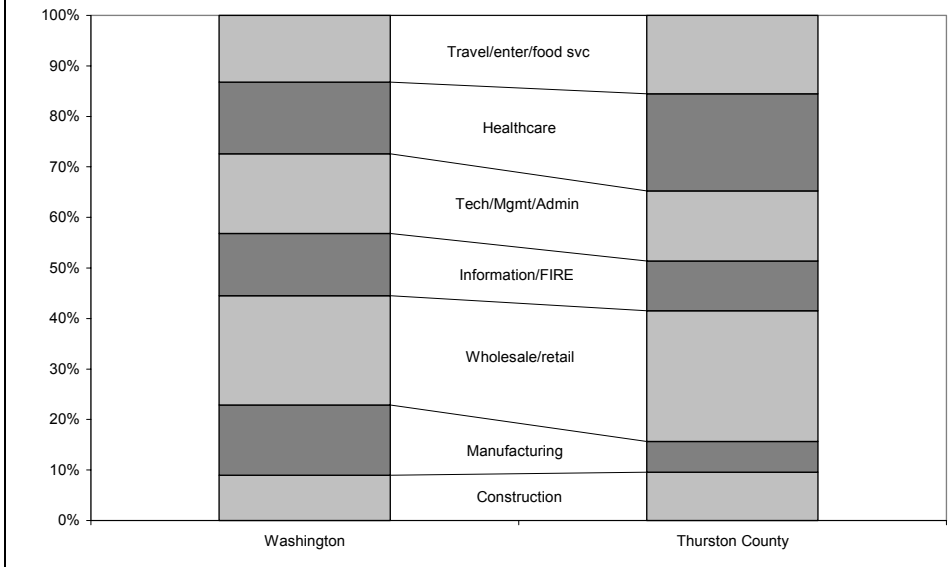 100%
90%
80%
70%
60%
50%
40%
30%
20%
10%
0%
Travel/enter/food svc
Healthcare
Tech/Mgmt/Admin
Information/FIRE
Wholesale/retail
Manufacturing
Construction
Washington
Thurston County